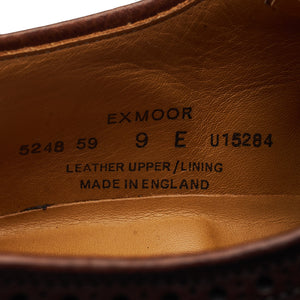 EXMOOR
5248 59 9 E U15284
LEATHER UPPER/LINING
MADE IN ENGLAND